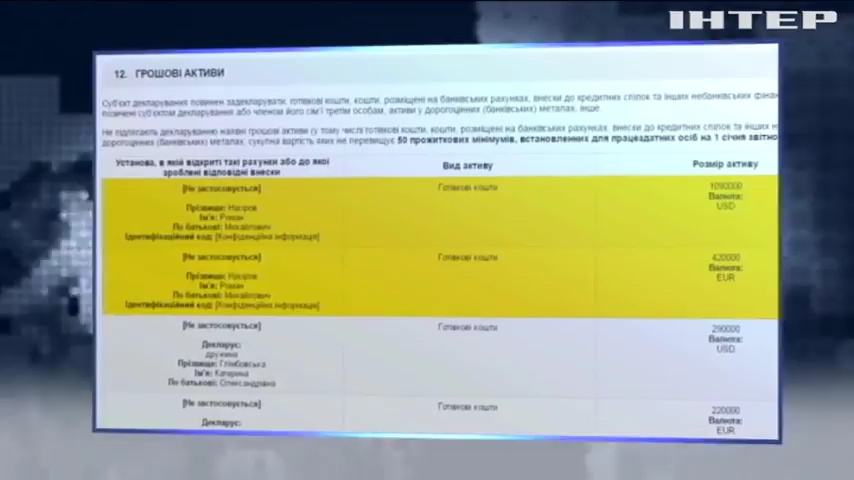 ІНТЕР
12. ГРОШОВІ АКТИВИ
Суб'єкт декларування повинен задекларувати: готівкові кошти, кошти, розміщені на банківських рахунках, внески до кредитних спілок та інших небанківських фінан
позичені суб'єктом декларування або членом його сім'ї третім особам, активи у дорогоцінних (банківських) металах, інше.
Не підлягають декларуванню наявні грошові активи (у тому числі готівкові кошти, кошти, розміщені на банківських рахунках, внески до кредитних спілок та інших н
дорогоцінних (банківських) металах, сукупна вартість яких не перевищує 50 прожиткових мінімумів, встановлених для працездатних осіб на 1 січня звітно
Установа, в якій відкриті такі рахунки або до якої зроблені відповідні внески
Вид активу
Розмір активу
[Не застосовується]
Готівкові кошти
1090000
Валюта:
USD
Прізвище: Насіров
Ім'я: Роман
По батькові: Михайлович
Ідентифікаційний код: [Конфіденційна інформація]
[Не застосовується]
Готівкові кошти
420000
Валюта:
EUR
Прізвище: Насіров
Ім'я: Роман
По батькові: Михайлович
Ідентифікаційний код: [Конфіденційна інформація]
[Не застосовується]
Готівкові кошти
290000
Валюта:
USD
Декларує:
дружина
Прізвище: Глімбовська
Ім'я: Катерина
По батькові: Олександрівна
[Не застосовується]
Готівкові кошти
220000
Валюта:
EUR
Декларує: